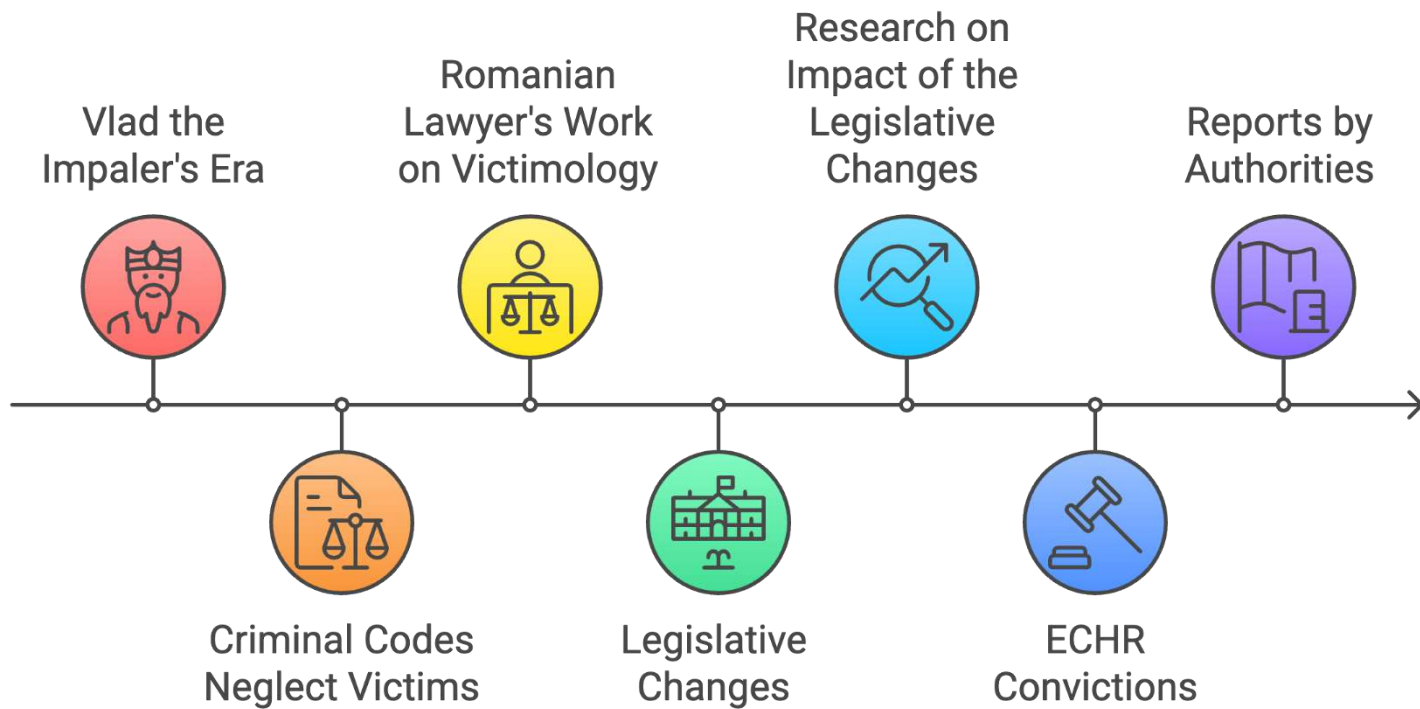 Vlad the
Impaler's Era
Criminal Codes
Neglect Victims
Romanian
Lawyer's Work
on Victimology
Legislative
Changes
Research on
Impact of the
Legislative
Changes
ECHR
Convictions
Reports by
Authorities